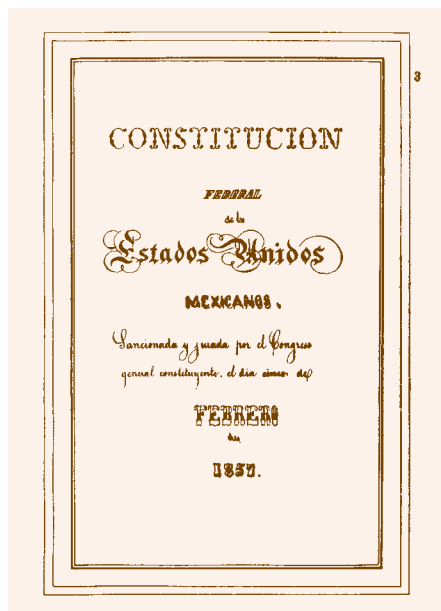 3
CONSTITUCION
FEDERAL
de los
Estados Unidos
MEXICANOS.
Sancionada y jurada por el Congreso
general constituyente, el dia cinco de
FEBRERO
de
1857.